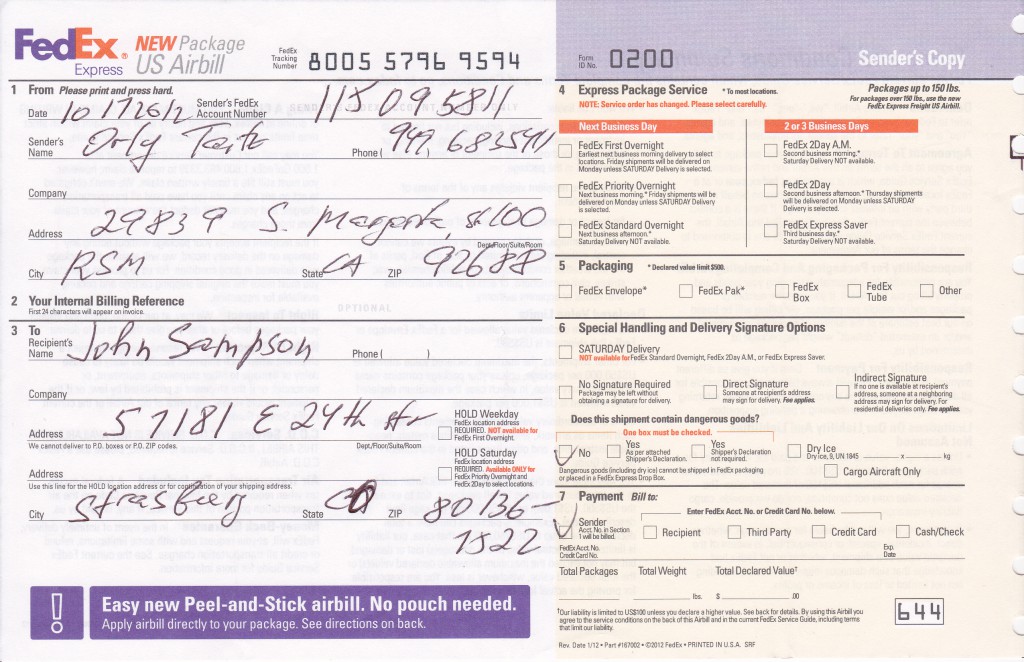 FedEx® NEW Package
Express US Airbill
FedEx Tracking Number 8005 5796 9594
1 From Please print and press hard.
Date 10 172612 Sender's FedEx Account Number 115095811
Sender's Name Orly Taitz Phone ( 949 ) 6835411
Company
Address 29839 S. Margarita, st 100
Dept./Floor/Suite/Room
City RSM State CA ZIP 92688
2 Your Internal Billing Reference
First 24 characters will appear on invoice.
OPTIONAL
3 To
Recipient's Name John Sampson Phone ( )
Company
Address 57181 E 24th Av
We cannot deliver to P.O. boxes or P.O. ZIP codes. Dept./Floor/Suite/Room
HOLD Weekday
FedEx location address
REQUIRED. NOT available for
FedEx First Overnight.
HOLD Saturday
FedEx location address
REQUIRED. Available ONLY for
FedEx Priority Overnight and
FedEx 2Day to select locations.
Address
Use this line for the HOLD location address or for continuation of your shipping address.
City Strasberg State CO ZIP 80136-
1522
! Easy new Peel-and-Stick airbill. No pouch needed.
Apply airbill directly to your package. See directions on back.
Form ID No. 0200 Sender's Copy
4 Express Package Service * To most locations.
NOTE: Service order has changed. Please select carefully.
Packages up to 150 lbs.
For packages over 150 lbs., use the new
FedEx Express Freight US Airbill.
Next Business Day
FedEx First Overnight
Earliest next business morning delivery to select
locations. Friday shipments will be delivered on
Monday unless SATURDAY Delivery is selected.
FedEx Priority Overnight
Next business morning.* Friday shipments will be
delivered on Monday unless SATURDAY Delivery
is selected.
FedEx Standard Overnight
Next business afternoon.*
Saturday Delivery NOT available.
2 or 3 Business Days
FedEx 2Day A.M.
Second business morning.*
Saturday Delivery NOT available.
FedEx 2Day
Second business afternoon.* Thursday shipments
will be delivered on Monday unless SATURDAY
Delivery is selected.
FedEx Express Saver
Third business day.*
Saturday Delivery NOT available.
5 Packaging * Declared value limit $500.
FedEx Envelope* FedEx Pak* FedEx Box FedEx Tube Other
6 Special Handling and Delivery Signature Options
SATURDAY Delivery
NOT available for FedEx Standard Overnight, FedEx 2Day A.M., or FedEx Express Saver.
No Signature Required
Package may be left without
obtaining a signature for delivery.
Direct Signature
Someone at recipient's address
may sign for delivery. Fee applies.
Indirect Signature
If no one is available at recipient's
address, someone at a neighboring
address may sign for delivery. For
residential deliveries only. Fee applies.
Does this shipment contain dangerous goods?
One box must be checked.
No
Yes
As per attached
Shipper's Declaration.
Yes
Shipper's Declaration
not required.
Dry Ice
Dry Ice, 9, UN 1845 x kg
Dangerous goods (including dry ice) cannot be shipped in FedEx packaging
or placed in a FedEx Express Drop Box.
Cargo Aircraft Only
7 Payment Bill to:
Enter FedEx Acct. No. or Credit Card No. below.
Sender
Acct. No. in Section
1 will be billed.
Recipient Third Party Credit Card Cash/Check
FedEx Acct. No.
Credit Card No.
Exp. Date
Total Packages Total Weight Total Declared Value†
lbs. $ .00
†Our liability is limited to US$100 unless you declare a higher value. See back for details. By using this Airbill you
agree to the service conditions on the back of this Airbill and in the current FedEx Service Guide, including terms
that limit our liability.
644
Rev. Date 1/12 • Part #167002 • ©2012 FedEx • PRINTED IN U.S.A. SRF